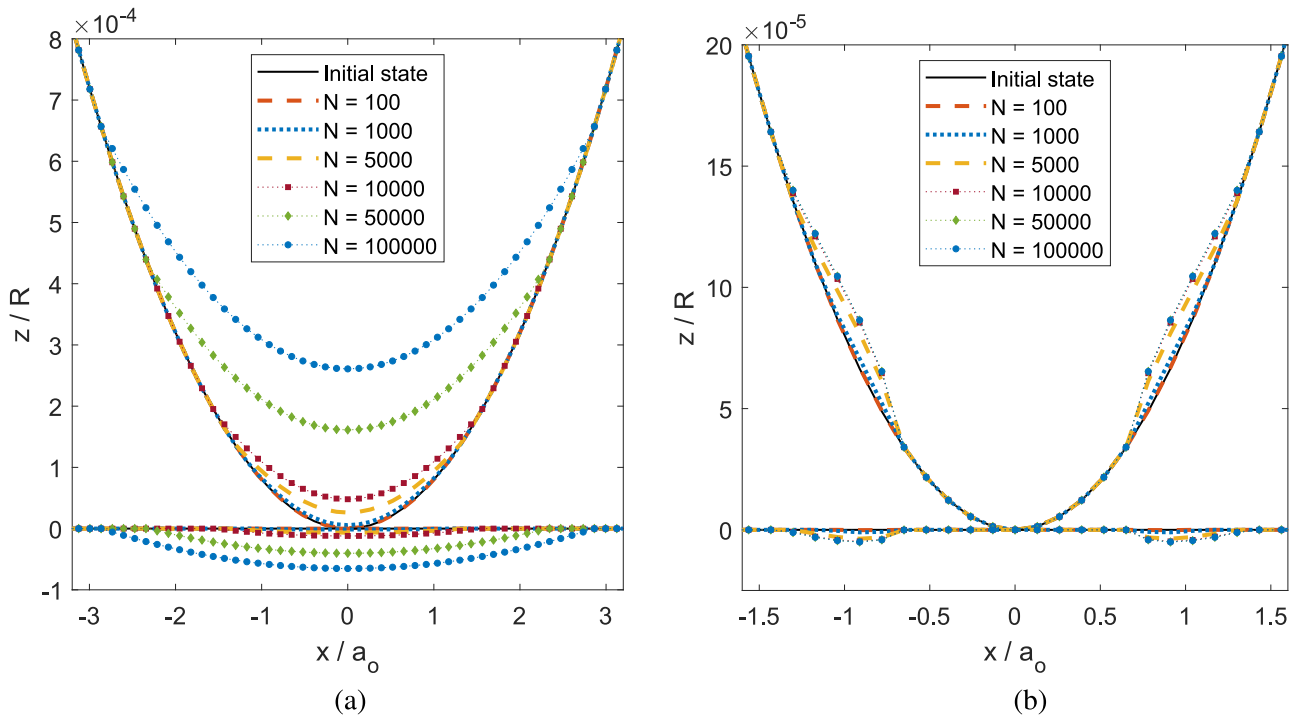 ×10⁻⁴
8
7
6
5
4
3
2
1
0
-1
z / R
-3 -2 -1 0 1 2 3
x / aₒ
Initial state
N = 100
N = 1000
N = 5000
N = 10000
N = 50000
N = 100000
(a)
×10⁻⁵
20
15
10
5
0
z / R
-1.5 -1 -0.5 0 0.5 1 1.5
x / aₒ
Initial state
N = 100
N = 1000
N = 5000
N = 10000
N = 50000
N = 100000
(b)